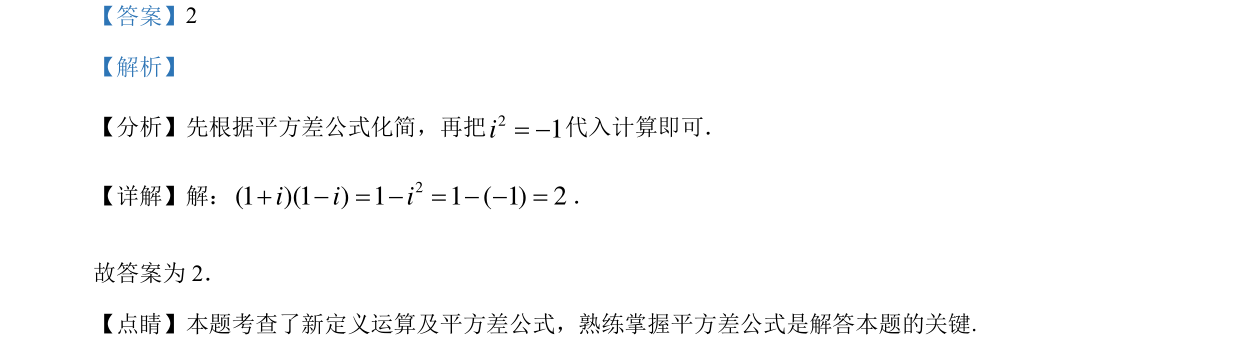 【答案】2
【解析】
【分析】先根据平方差公式化简，再把i² = −1代入计算即可．
【详解】解：(1+i)(1−i)=1−i²=1−(−1)=2．
故答案为 2．
【点睛】本题考查了新定义运算及平方差公式，熟练掌握平方差公式是解答本题的关键.